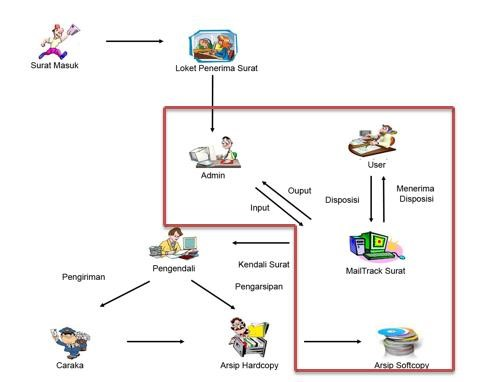 Surat Masuk
Loket Penerima Surat
Admin
User
Ouput
Input
Disposisi
Menerima
Disposisi
Pengendali
Kendali Surat
MailTrack Surat
Pengiriman
Pengarsipan
Caraka
Arsip Hardcopy
Arsip Softcopy